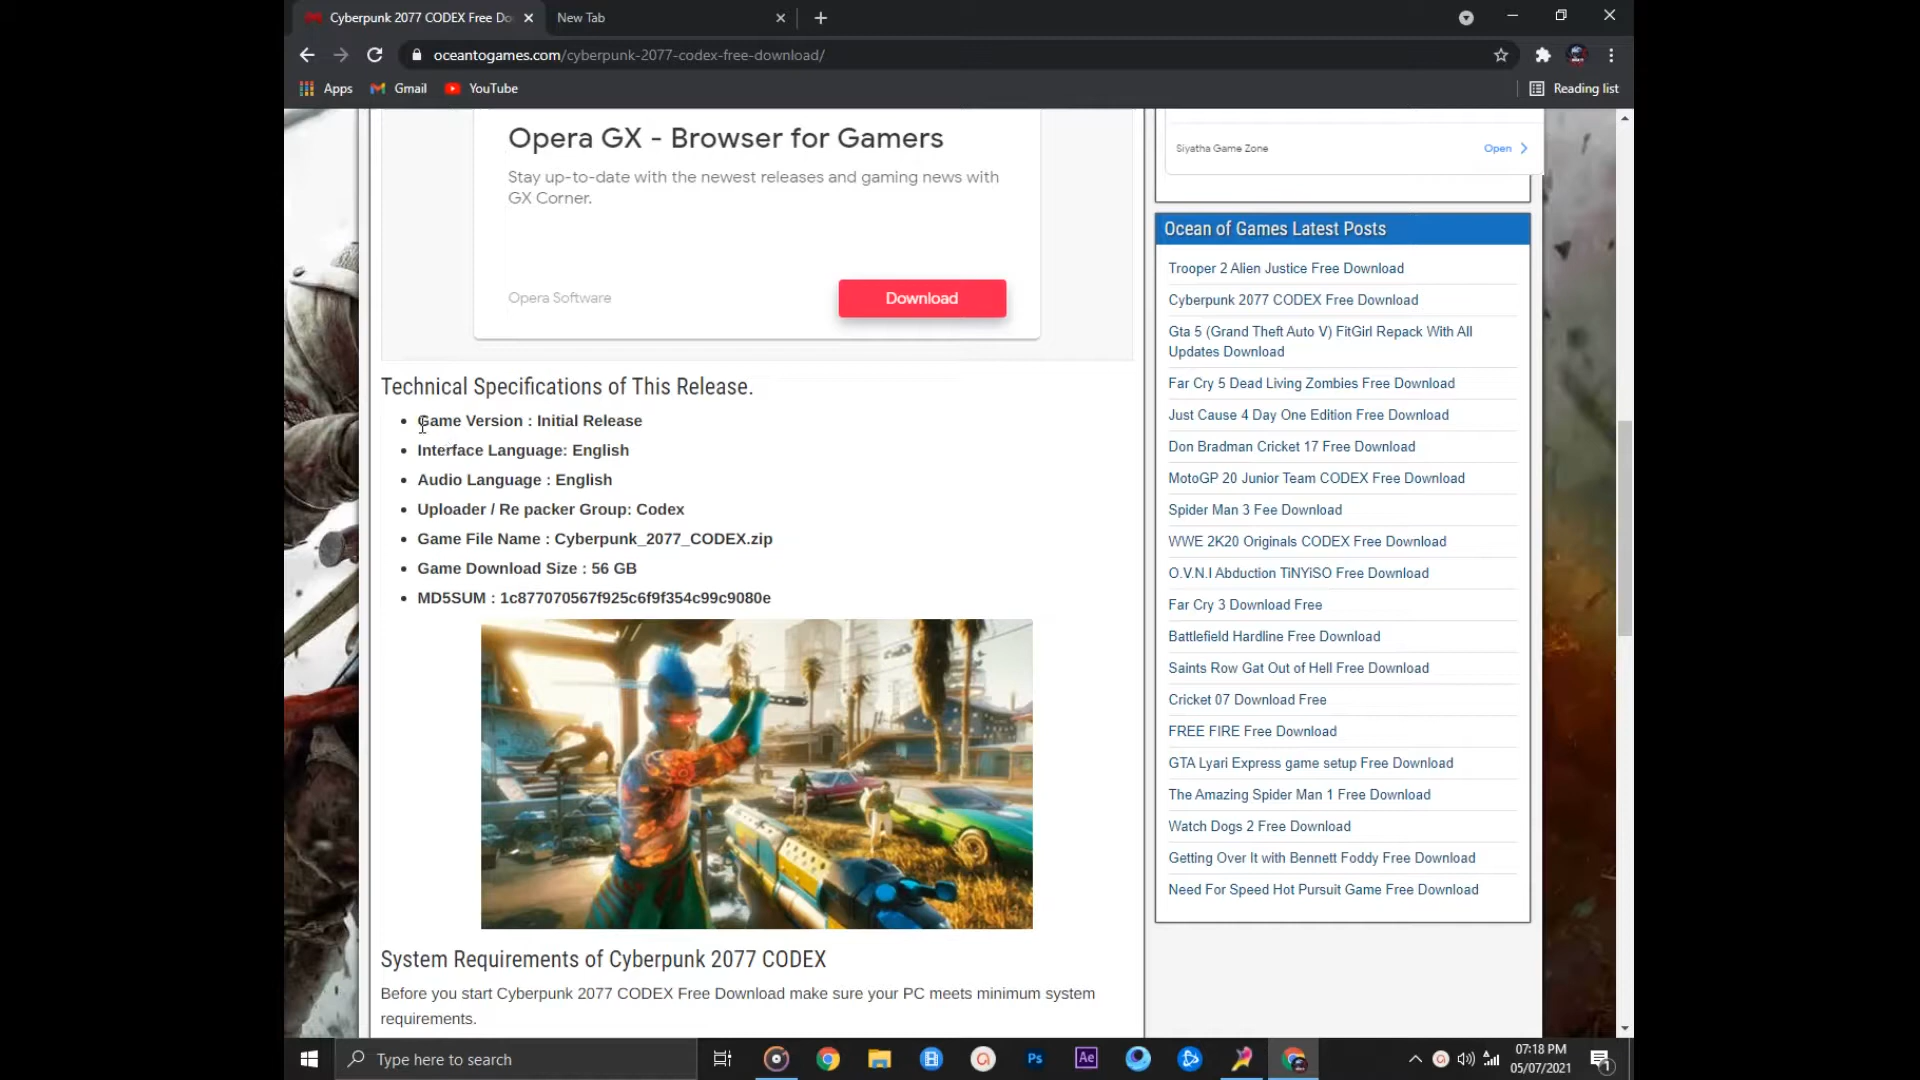 Cyberpunk 2077 CODEX Free Do
New Tab
oceantogames.com/cyberpunk-2077-codex-free-download/
Apps
Gmail
YouTube
Reading list
Opera GX - Browser for Gamers
Stay up-to-date with the newest releases and gaming news with
GX Corner.
Opera Software
Download
Technical Specifications of This Release.
Game Version : Initial Release
Interface Language: English
Audio Language : English
Uploader / Re packer Group: Codex
Game File Name : Cyberpunk_2077_CODEX.zip
Game Download Size : 56 GB
MD5SUM : 1c877070567f925c6f9f354c99c9080e
System Requirements of Cyberpunk 2077 CODEX
Before you start Cyberpunk 2077 CODEX Free Download make sure your PC meets minimum system
requirements.
Siyatha Game Zone
Open
Ocean of Games Latest Posts
Trooper 2 Alien Justice Free Download
Cyberpunk 2077 CODEX Free Download
Gta 5 (Grand Theft Auto V) FitGirl Repack With All
Updates Download
Far Cry 5 Dead Living Zombies Free Download
Just Cause 4 Day One Edition Free Download
Don Bradman Cricket 17 Free Download
MotoGP 20 Junior Team CODEX Free Download
Spider Man 3 Fee Download
WWE 2K20 Originals CODEX Free Download
O.V.N.I Abduction TiNYiSO Free Download
Far Cry 3 Download Free
Battlefield Hardline Free Download
Saints Row Gat Out of Hell Free Download
Cricket 07 Download Free
FREE FIRE Free Download
GTA Lyari Express game setup Free Download
The Amazing Spider Man 1 Free Download
Watch Dogs 2 Free Download
Getting Over It with Bennett Foddy Free Download
Need For Speed Hot Pursuit Game Free Download
Type here to search
Ps
Ae
07:18 PM
05/07/2021
1